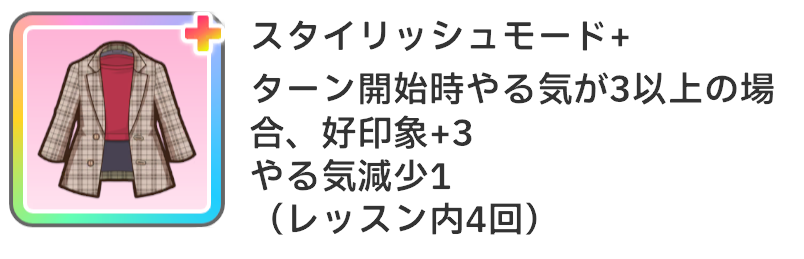 スタイリッシュモード+
ターン開始時やる気が3以上の場
合、好印象+3
やる気減少1
（レッスン内4回）